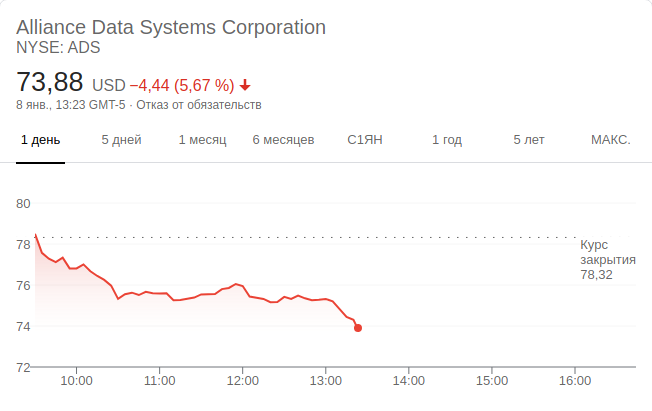 Alliance Data Systems Corporation
NYSE: ADS
73,88 USD −4,44 (5,67 %)
8 янв., 13:23 GMT-5 · Отказ от обязательств
1 день 5 дней 1 месяц 6 месяцев С1ЯН 1 год 5 лет МАКС.
80
78
76
74
72
Курс
закрытия
78,32
10:00 11:00 12:00 13:00 14:00 15:00 16:00